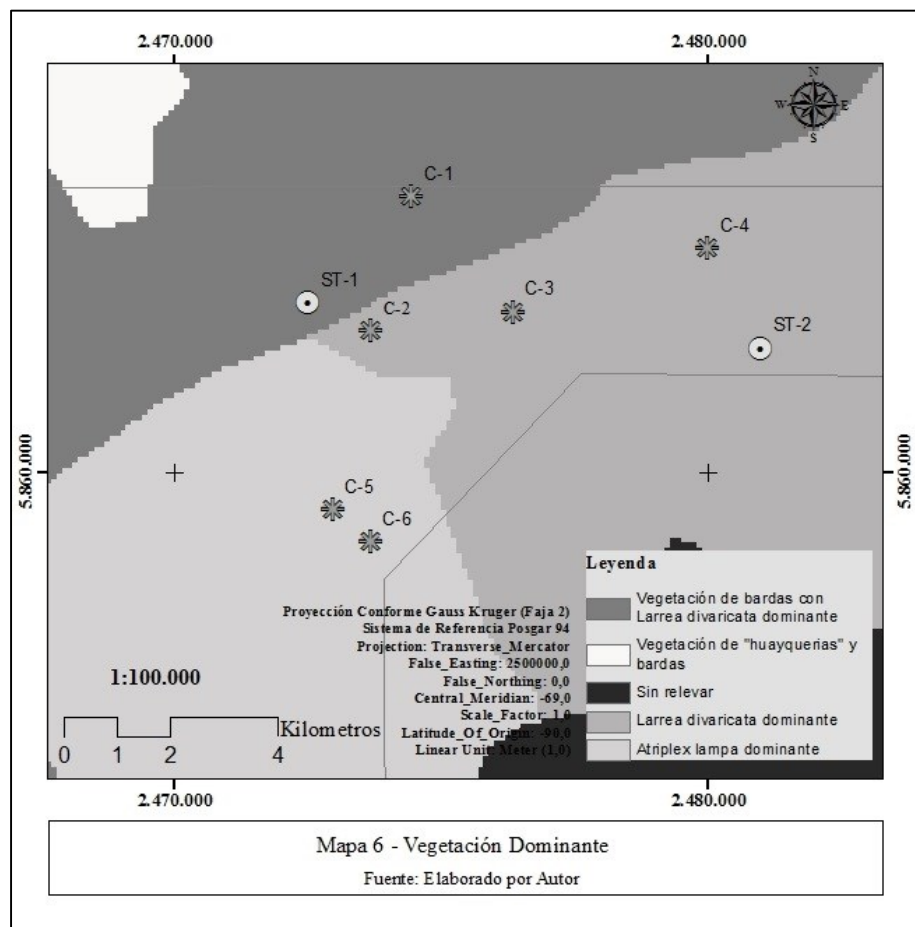 2.470.000
2.480.000
N
W
E
S
C-1
C-4
ST-1
C-2
C-3
ST-2
5.860.000
5.860.000
C-5
C-6
Leyenda
Vegetación de bardas con
Larrea divaricata dominante
Vegetación de "huayquerias" y
bardas
Sin relevar
Larrea divaricata dominante
Atriplex lampa dominante
Proyección Conforme Gauss Kruger (Faja 2)
Sistema de Referencia Posgar 94
Projection: Transverse_Mercator
False_Easting: 2500000,0
False_Northing: 0,0
Central_Meridian: -69,0
Scale_Factor: 1,0
Latitude_Of_Origin: -90,0
Linear Unit: Meter (1,0)
1:100.000
Kilometros
0 1 2 4
2.470.000
2.480.000
Mapa 6 - Vegetación Dominante
Fuente: Elaborado por Autor